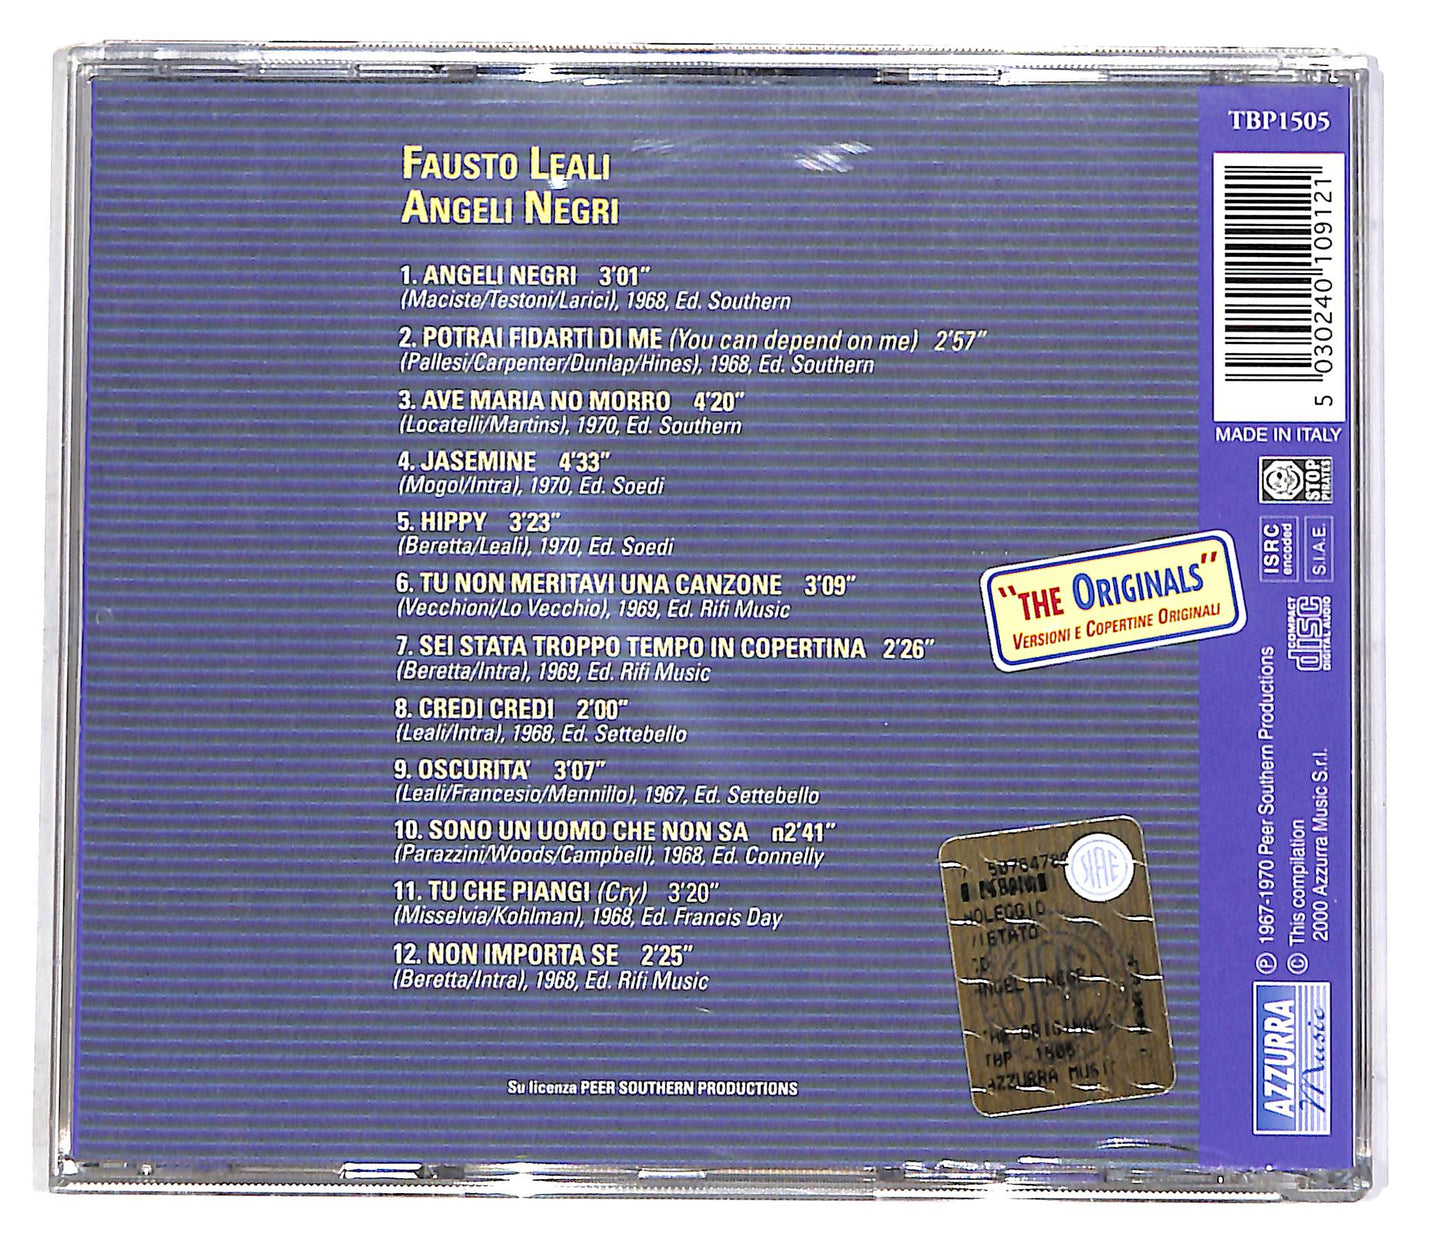 FAUSTO LEALI
ANGELI NEGRI
1. ANGELI NEGRI 3'01"
(Maciste/Testoni/Larici), 1968, Ed. Southern
2. POTRAI FIDARTI DI ME (You can depend on me) 2'57"
(Pallesi/Carpenter/Dunlap/Hines), 1968, Ed. Southern
3. AVE MARIA NO MORRO 4'20"
(Locatelli/Martins), 1970, Ed. Southern
4. JASEMINE 4'33"
(Mogol/Intra), 1970, Ed. Soedi
5. HIPPY 3'23"
(Beretta/Leali), 1970, Ed. Soedi
6. TU NON MERITAVI UNA CANZONE 3'09"
(Vecchioni/Lo Vecchio), 1969, Ed. Rifi Music
7. SEI STATA TROPPO TEMPO IN COPERTINA 2'26"
(Beretta/Intra), 1969, Ed. Rifi Music
8. CREDI CREDI 2'00"
(Leali/Intra), 1968, Ed. Settebello
9. OSCURITA' 3'07"
(Leali/Francesio/Mennillo), 1967, Ed. Settebello
10. SONO UN UOMO CHE NON SA n2'41"
(Parazzini/Woods/Campbell), 1968, Ed. Connelly
11. TU CHE PIANGI (Cry) 3'20"
(Misselvia/Kohlman), 1968, Ed. Francis Day
12. NON IMPORTA SE 2'25"
(Beretta/Intra), 1968, Ed. Rifi Music
Su licenza PEER SOUTHERN PRODUCTIONS
"THE ORIGINALS"
VERSIONI E COPERTINE ORIGINALI
SIAE
NOLEGGIO
VIETATO
TBP 1505
AZZURRA MUSIC
TBP1505
5 030240 109121
MADE IN ITALY
STOP
PIRATES
ISRC
encoded
S.I.A.E.
COMPACT
disc
DIGITAL AUDIO
℗ 1967-1970 Peer Southern Productions
© This compilation
2000 Azzurra Music S.r.l.
AZZURRA
Music